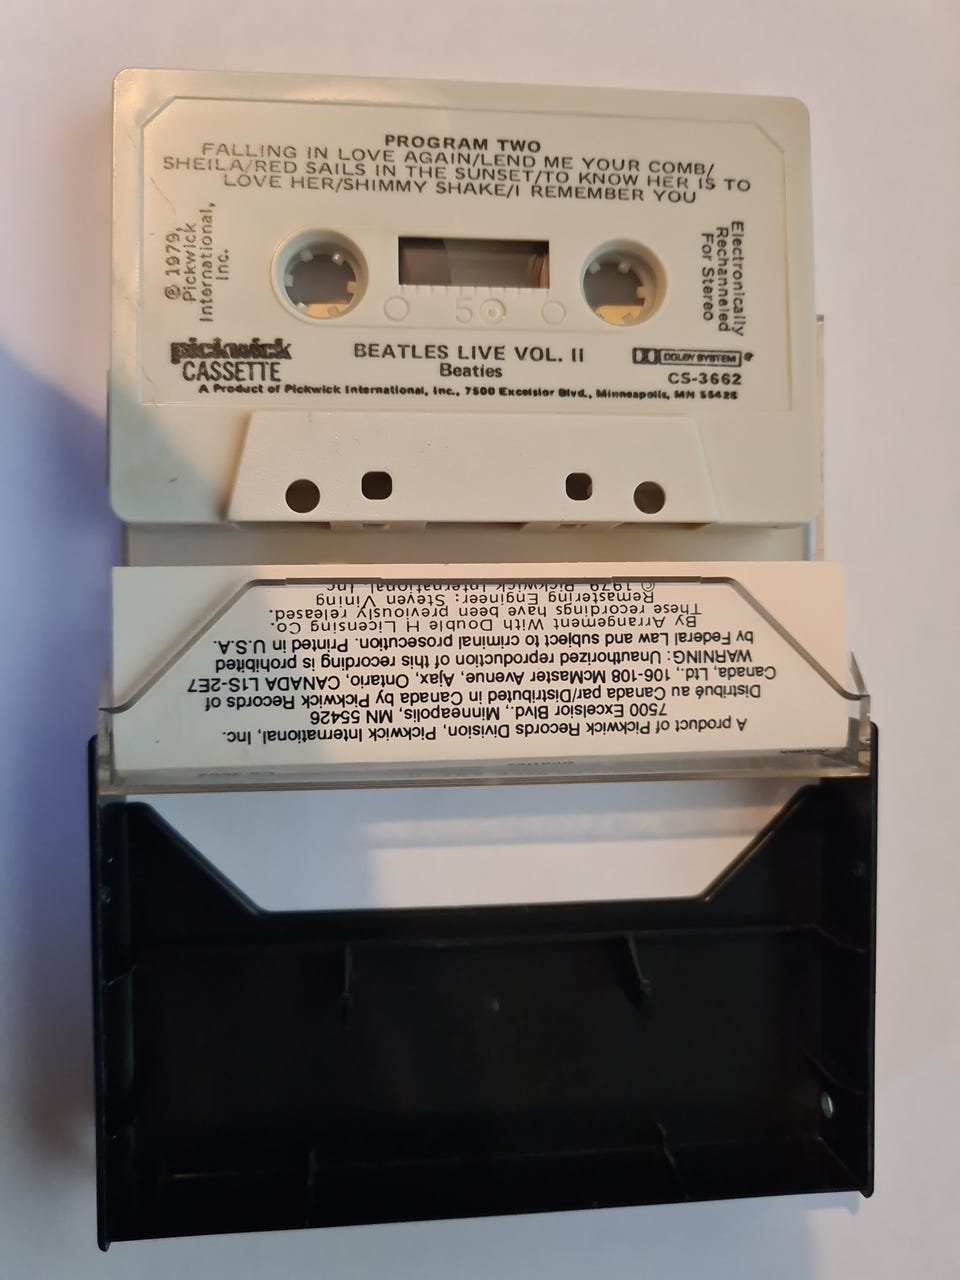 PROGRAM TWO
FALLING IN LOVE AGAIN/LEND ME YOUR COMB/
SHEILA/RED SAILS IN THE SUNSET/TO KNOW HER IS TO
LOVE HER/SHIMMY SHAKE/I REMEMBER YOU
℗ 1979,
Pickwick
International,
Inc.
Electronically
Rechanneled
For Stereo
50
pickwick
CASSETTE
BEATLES LIVE VOL. II
Beatles
DOLBY SYSTEM ®
CS-3662
A Product of Pickwick International, Inc., 7500 Excelsior Blvd., Minneapolis, MN 55426
A product of Pickwick Records Division, Pickwick International, Inc.
7500 Excelsior Blvd., Minneapolis, MN 55426
Distribué au Canada par/Distributed in Canada by Pickwick Records of
Canada, Ltd., 106-108 McMaster Avenue, Ajax, Ontario, CANADA L1S-2E7
WARNING: Unauthorized reproduction of this recording is prohibited
by Federal Law and subject to criminal prosecution. Printed in U.S.A.
By Arrangement With Double H Licensing Co.
These recordings have been previously released.
Remastering Engineer: Steven Vining
© 1979 Pickwick International, Inc.